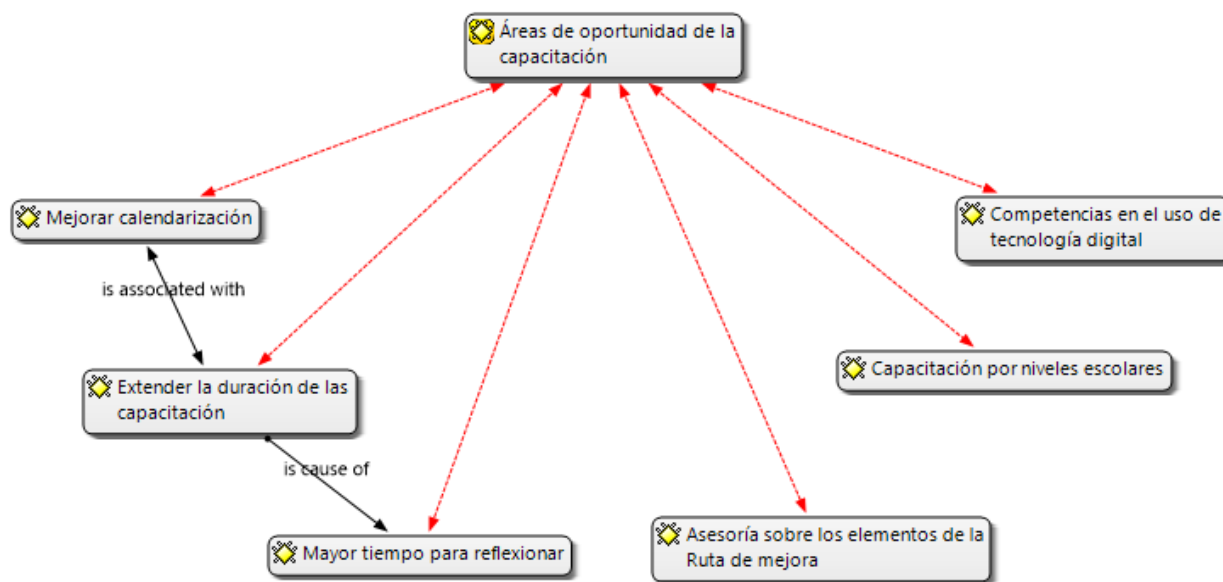 Áreas de oportunidad de la
capacitación
Mejorar calendarización
Competencias en el uso de
tecnología digital
is associated with
Capacitación por niveles escolares
Extender la duración de las
capacitación
is cause of
Asesoría sobre los elementos de la
Ruta de mejora
Mayor tiempo para reflexionar